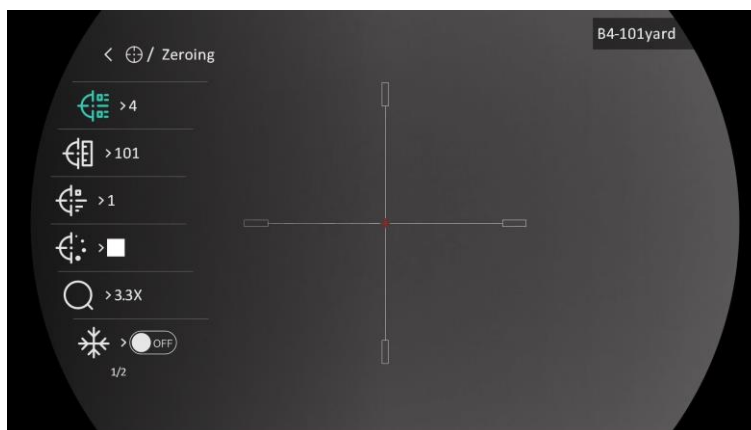 B4-101yard
< / Zeroing
>4
>101
>1
>
>3.3X
> OFF
1/2